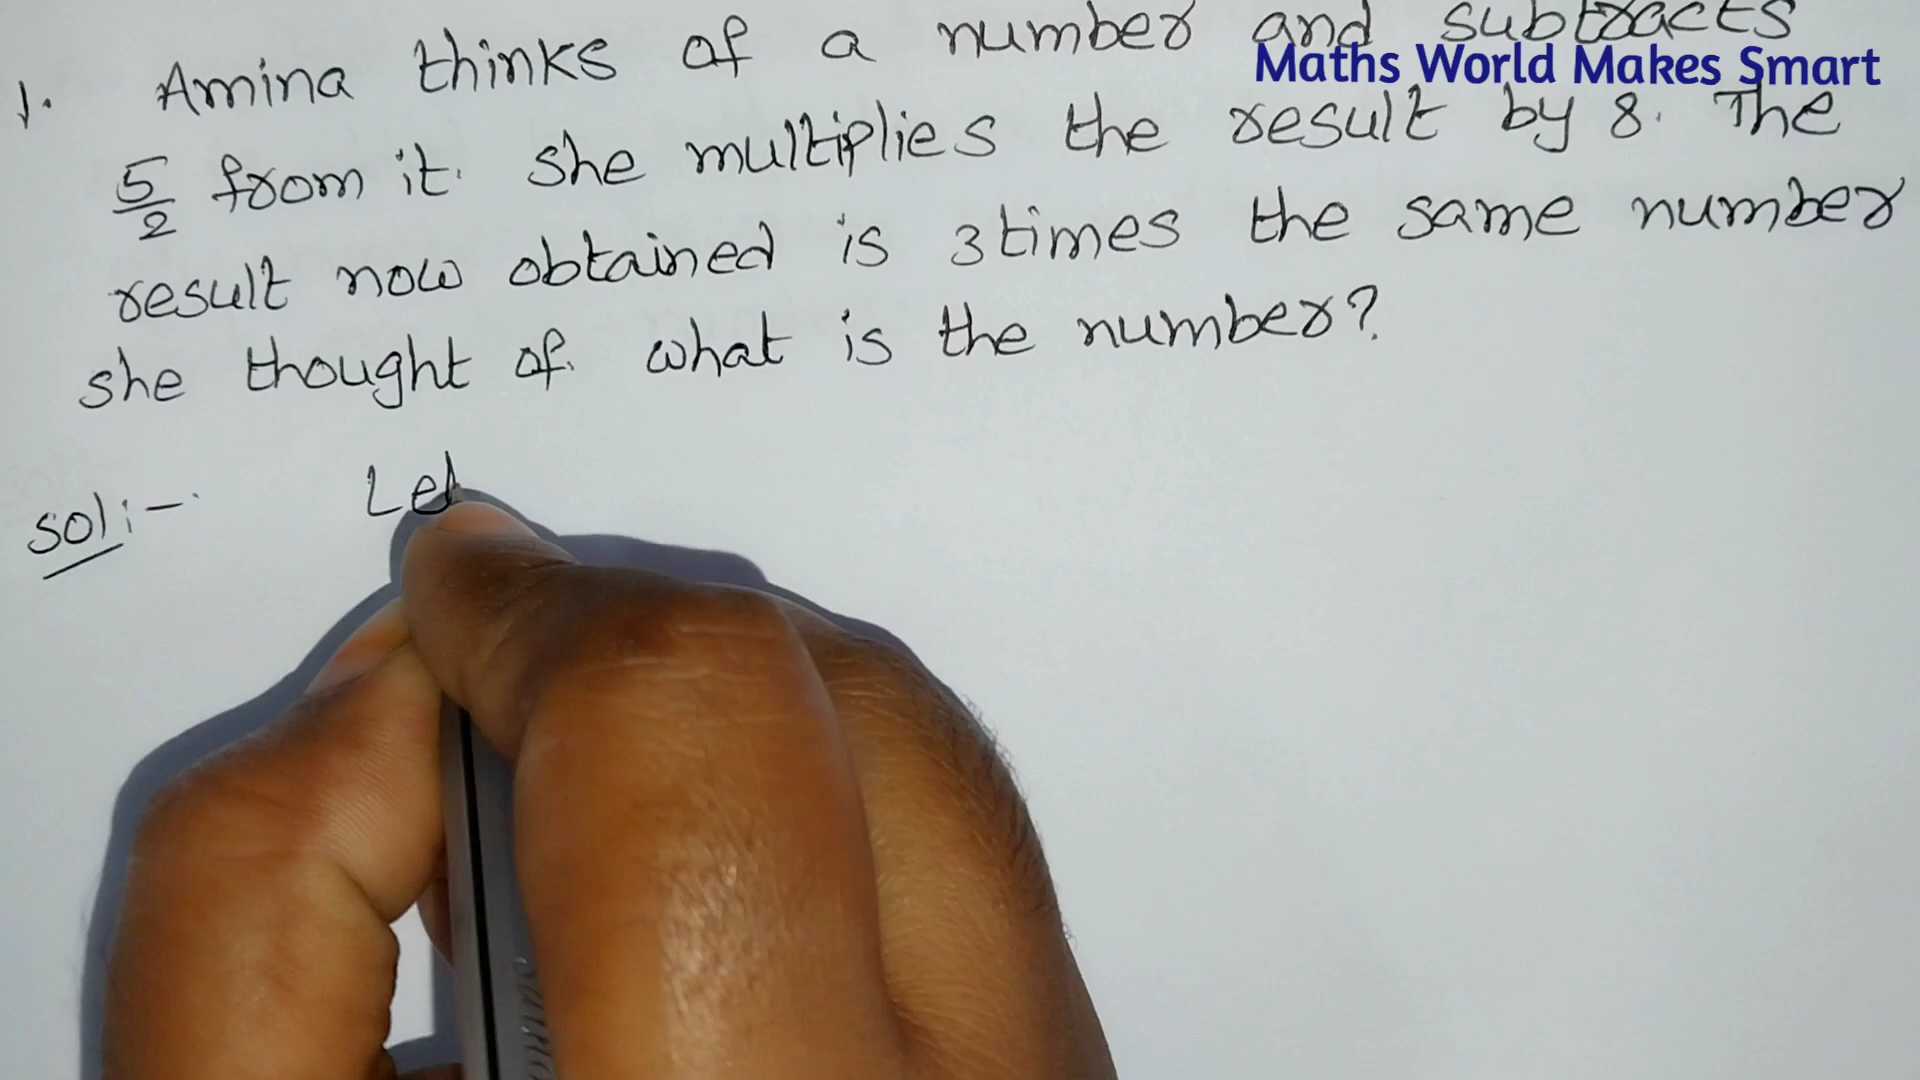 1. Amina thinks of a number and subtracts
Maths World Makes Smart
5/2 from it. She multiplies the result by 8. The
result now obtained is 3 times the same number
she thought of. what is the number?
Sol:- Let